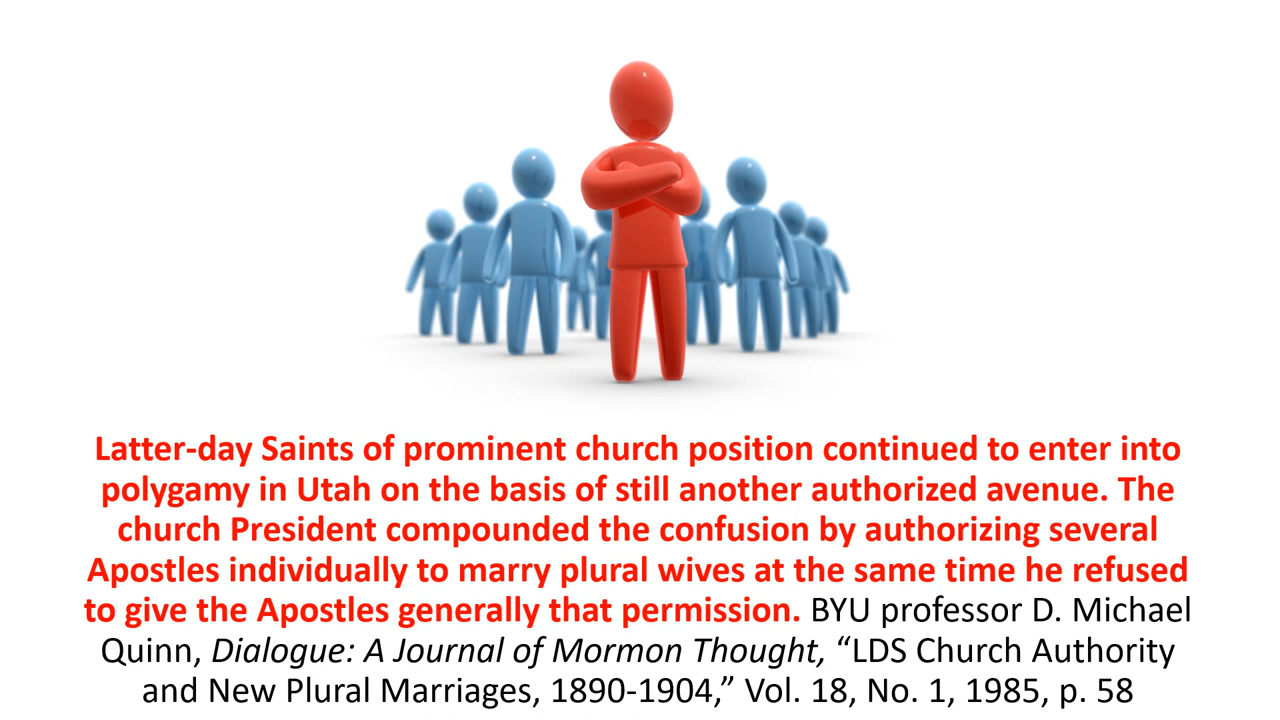 Latter-day Saints of prominent church position continued to enter into
polygamy in Utah on the basis of still another authorized avenue. The
church President compounded the confusion by authorizing several
Apostles individually to marry plural wives at the same time he refused
to give the Apostles generally that permission. BYU professor D. Michael
Quinn, Dialogue: A Journal of Mormon Thought, “LDS Church Authority
and New Plural Marriages, 1890-1904,” Vol. 18, No. 1, 1985, p. 58